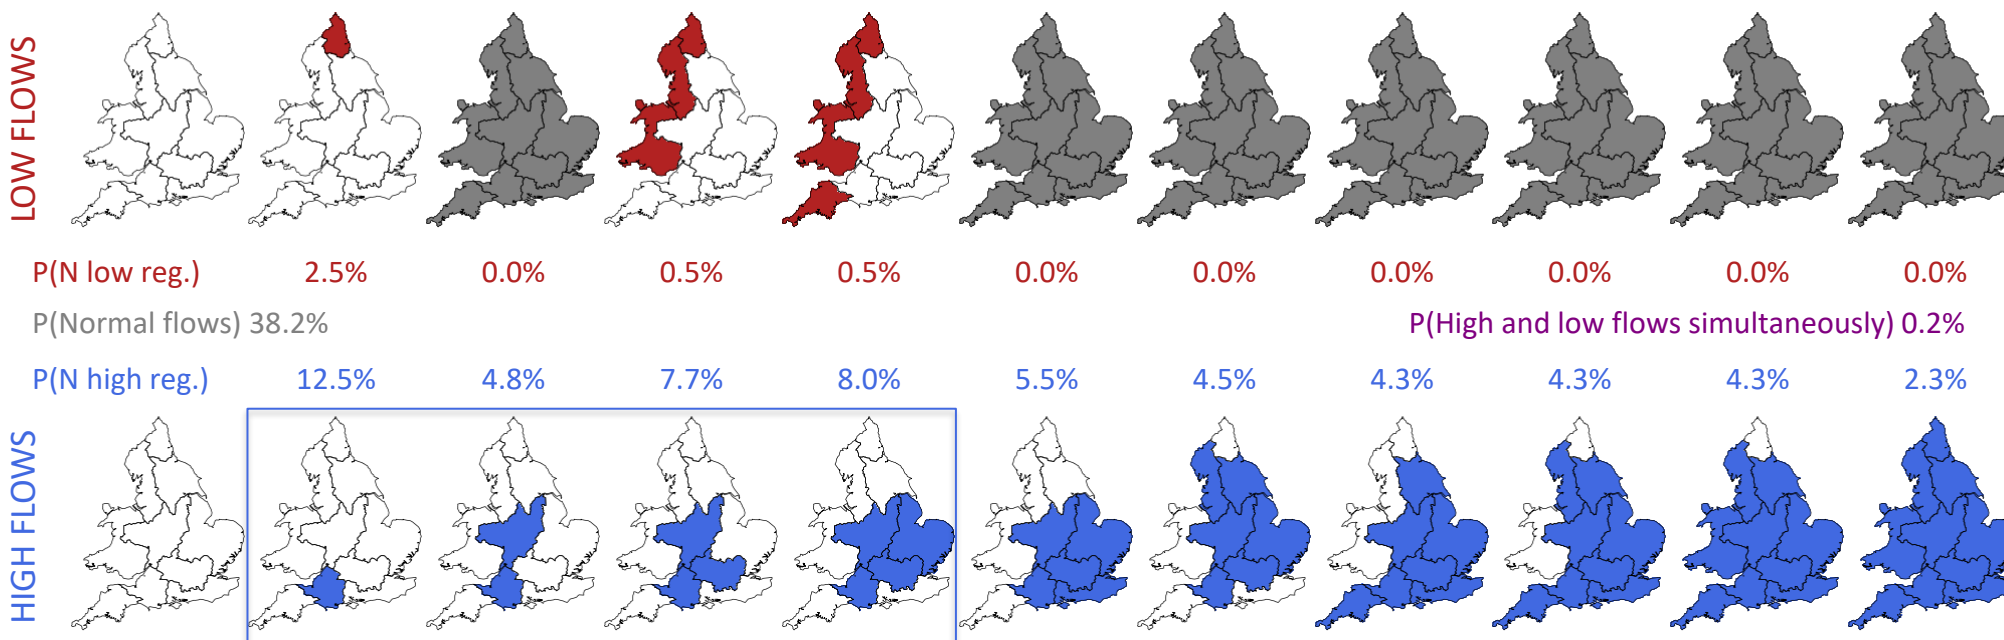 LOW FLOWS
P(N low reg.) 2.5% 0.0% 0.5% 0.5% 0.0% 0.0% 0.0% 0.0% 0.0% 0.0%
P(Normal flows) 38.2% P(High and low flows simultaneously) 0.2%
P(N high reg.) 12.5% 4.8% 7.7% 8.0% 5.5% 4.5% 4.3% 4.3% 4.3% 2.3%
HIGH FLOWS